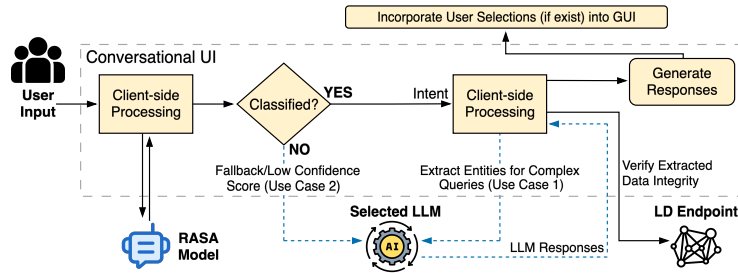 Incorporate User Selections (if exist) into GUI
Conversational UI
User
Input
Client-side
Processing
Classified?
YES
NO
Intent
Client-side
Processing
Generate
Responses
Fallback/Low Confidence
Score (Use Case 2)
Extract Entities for Complex
Queries (Use Case 1)
Verify Extracted
Data Integrity
RASA
Model
Selected LLM
AI
LLM Responses
LD Endpoint